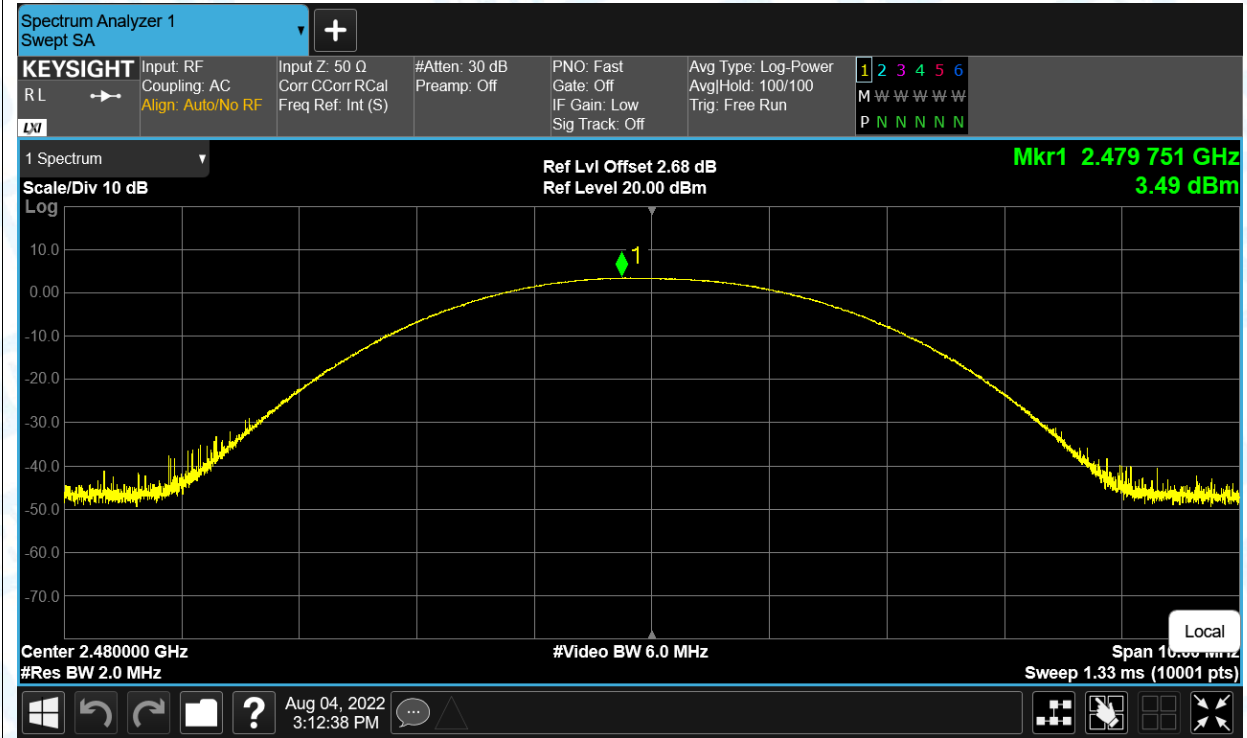 Spectrum Analyzer 1
Swept SA
KEYSIGHT
R L
LXI
Input: RF
Coupling: AC
Align: Auto/No RF
Input Z: 50 Ω
Corr CCorr RCal
Freq Ref: Int (S)
#Atten: 30 dB
Preamp: Off
PNO: Fast
Gate: Off
IF Gain: Low
Sig Track: Off
Avg Type: Log-Power
Avg|Hold: 100/100
Trig: Free Run
1 2 3 4 5 6
M W W W W W W
P N N N N N N
1 Spectrum
Scale/Div 10 dB
Log
Ref Lvl Offset 2.68 dB
Ref Level 20.00 dBm
Mkr1 2.479 751 GHz
3.49 dBm
1
10.0
0.00
-10.0
-20.0
-30.0
-40.0
-50.0
-60.0
-70.0
Local
Center 2.480000 GHz
#Video BW 6.0 MHz
Span 10.00 MHz
#Res BW 2.0 MHz
Sweep 1.33 ms (10001 pts)
?
Aug 04, 2022
3:12:38 PM